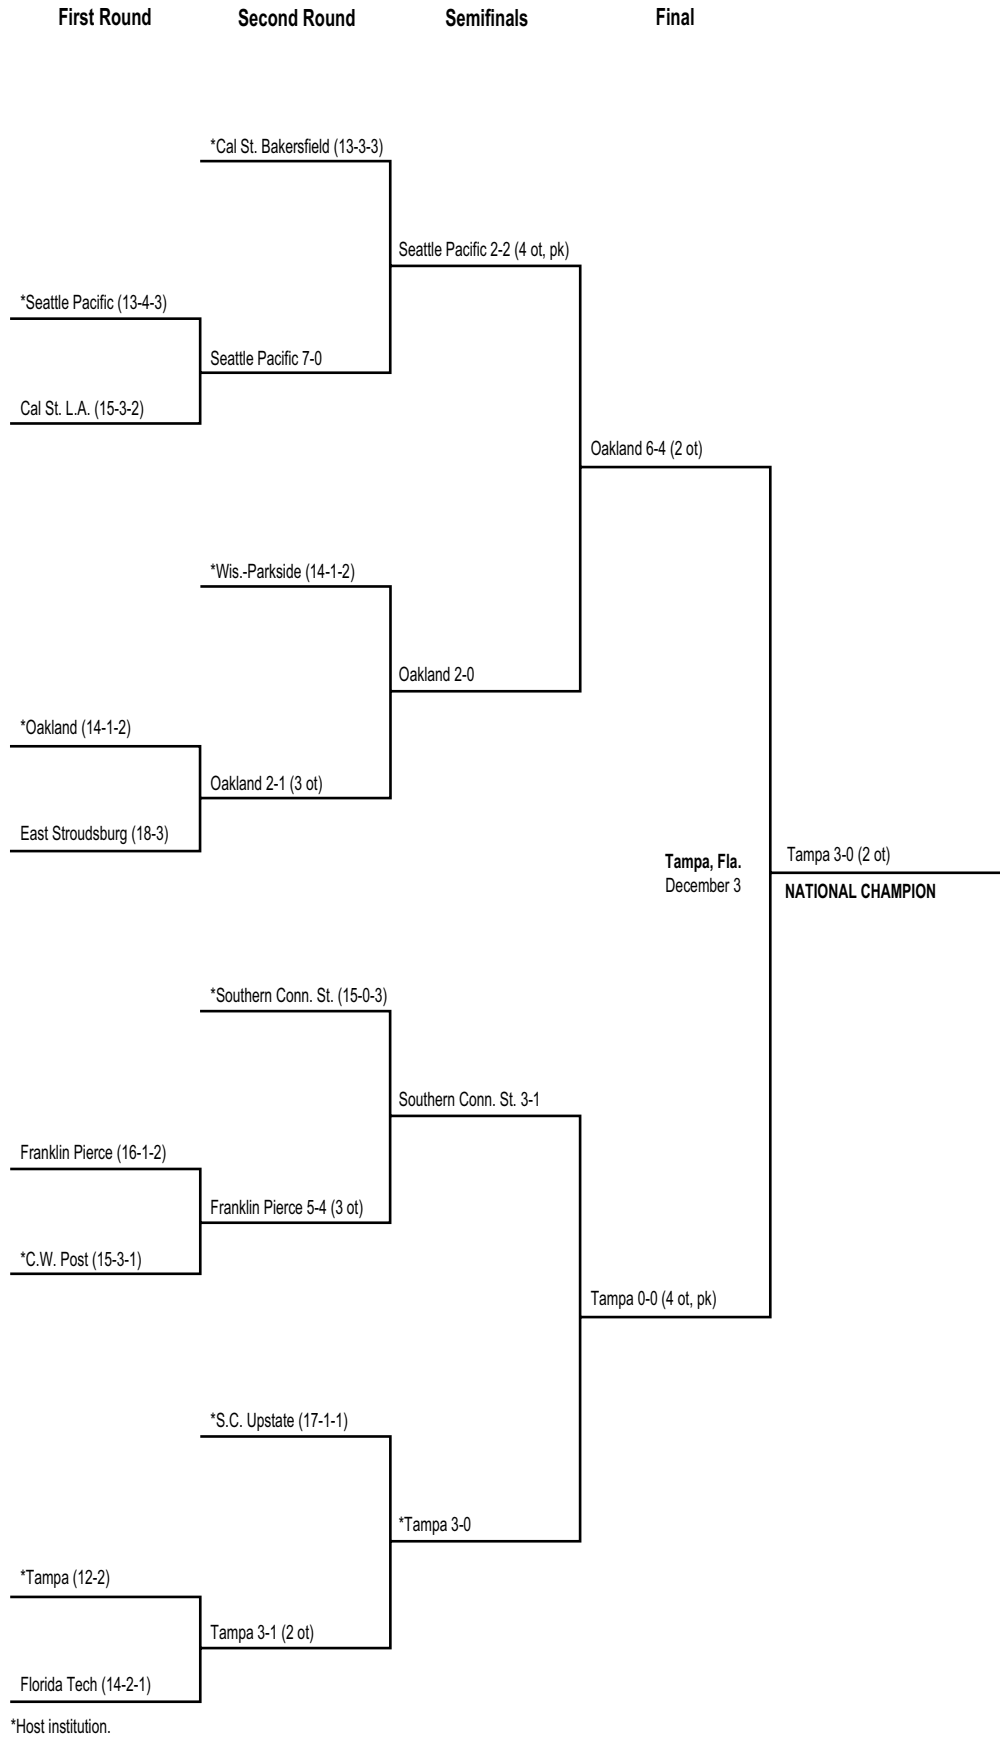 First Round Second Round Semifinals Final
*Cal St. Bakersfield (13-3-3)
Seattle Pacific 2-2 (4 ot, pk)
*Seattle Pacific (13-4-3)
Seattle Pacific 7-0
Cal St. L.A. (15-3-2)
Oakland 6-4 (2 ot)
*Wis.-Parkside (14-1-2)
Oakland 2-0
*Oakland (14-1-2)
Oakland 2-1 (3 ot)
East Stroudsburg (18-3)
Tampa, Fla.
December 3
Tampa 3-0 (2 ot)
NATIONAL CHAMPION
*Southern Conn. St. (15-0-3)
Southern Conn. St. 3-1
Franklin Pierce (16-1-2)
Franklin Pierce 5-4 (3 ot)
*C.W. Post (15-3-1)
Tampa 0-0 (4 ot, pk)
*S.C. Upstate (17-1-1)
*Tampa 3-0
*Tampa (12-2)
Tampa 3-1 (2 ot)
Florida Tech (14-2-1)
*Host institution.